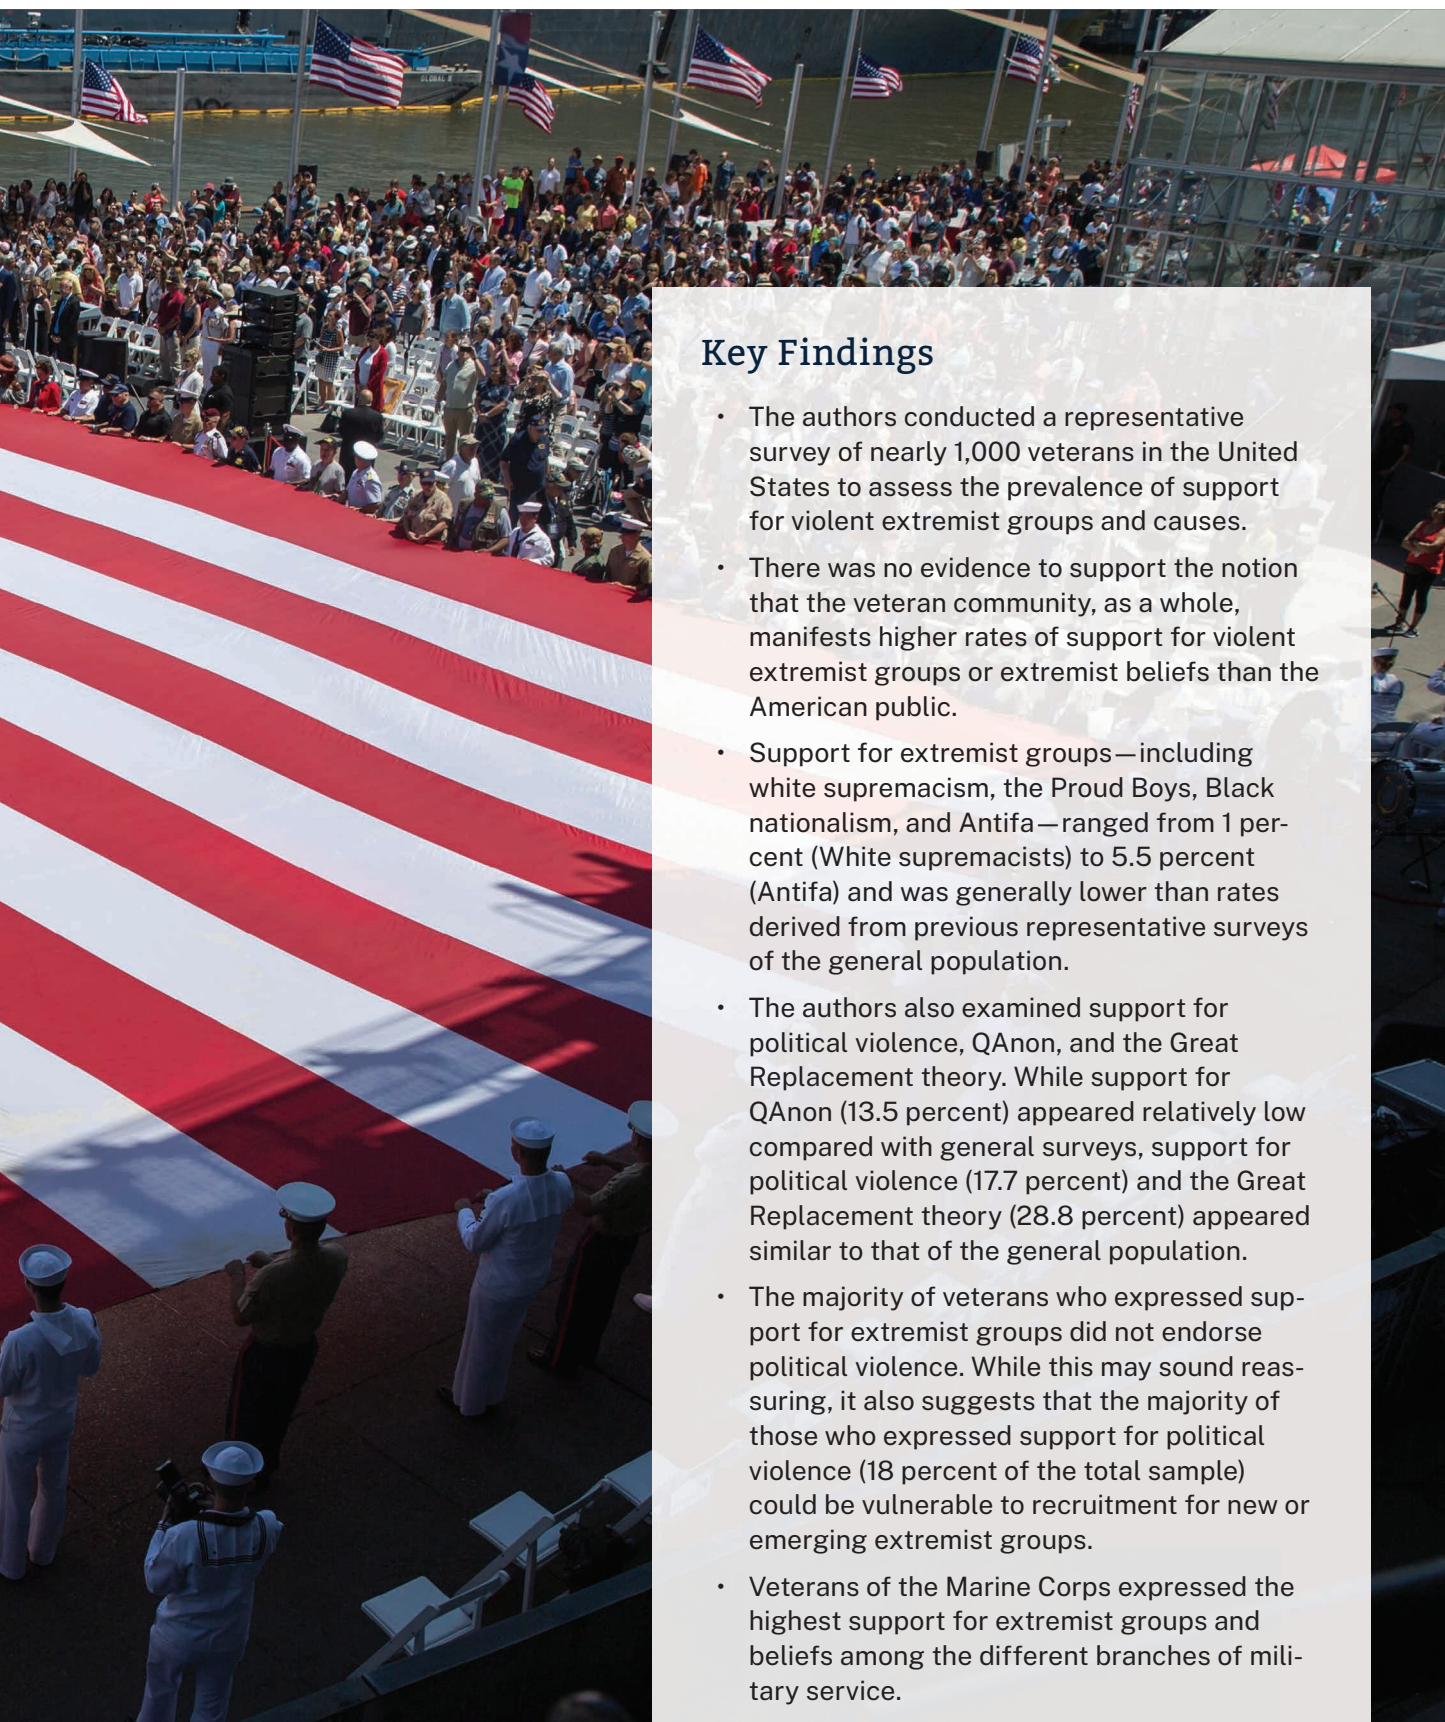 GLOBAL
Key Findings
• The authors conducted a representative
survey of nearly 1,000 veterans in the United
States to assess the prevalence of support
for violent extremist groups and causes.
• There was no evidence to support the notion
that the veteran community, as a whole,
manifests higher rates of support for violent
extremist groups or extremist beliefs than the
American public.
• Support for extremist groups—including
white supremacism, the Proud Boys, Black
nationalism, and Antifa—ranged from 1 per-
cent (White supremacists) to 5.5 percent
(Antifa) and was generally lower than rates
derived from previous representative surveys
of the general population.
• The authors also examined support for
political violence, QAnon, and the Great
Replacement theory. While support for
QAnon (13.5 percent) appeared relatively low
compared with general surveys, support for
political violence (17.7 percent) and the Great
Replacement theory (28.8 percent) appeared
similar to that of the general population.
• The majority of veterans who expressed sup-
port for extremist groups did not endorse
political violence. While this may sound reas-
suring, it also suggests that the majority of
those who expressed support for political
violence (18 percent of the total sample)
could be vulnerable to recruitment for new or
emerging extremist groups.
• Veterans of the Marine Corps expressed the
highest support for extremist groups and
beliefs among the different branches of mili-
tary service.